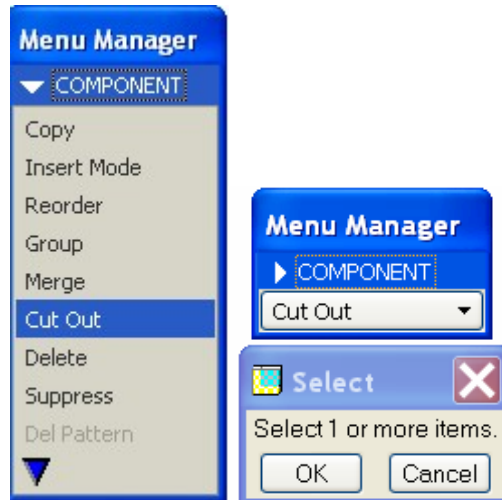 Menu Manager
COMPONENT
Copy
Insert Mode
Reorder
Group
Merge
Cut Out
Delete
Suppress
Del Pattern
Menu Manager
COMPONENT
Cut Out
Select
Select 1 or more items.
OK Cancel